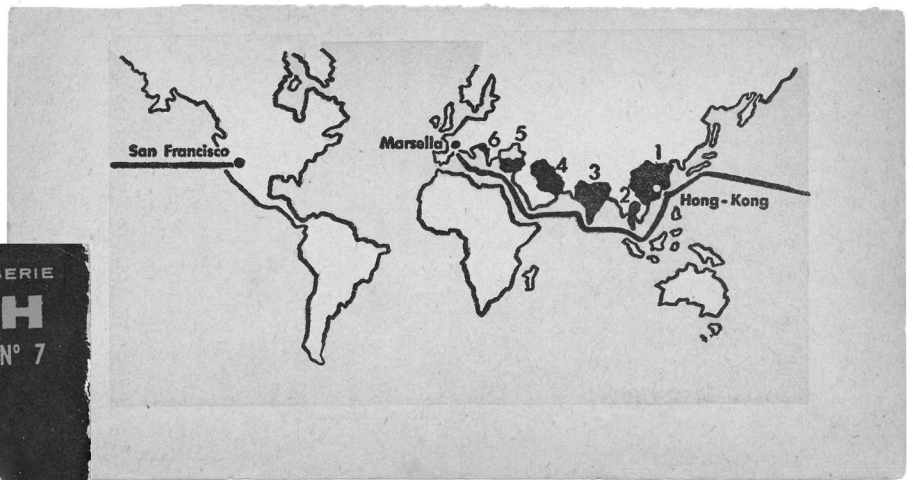 San Francisco
Marsella
6
5
4
3
2
1
Hong-Kong
SERIE
H
Nº 7